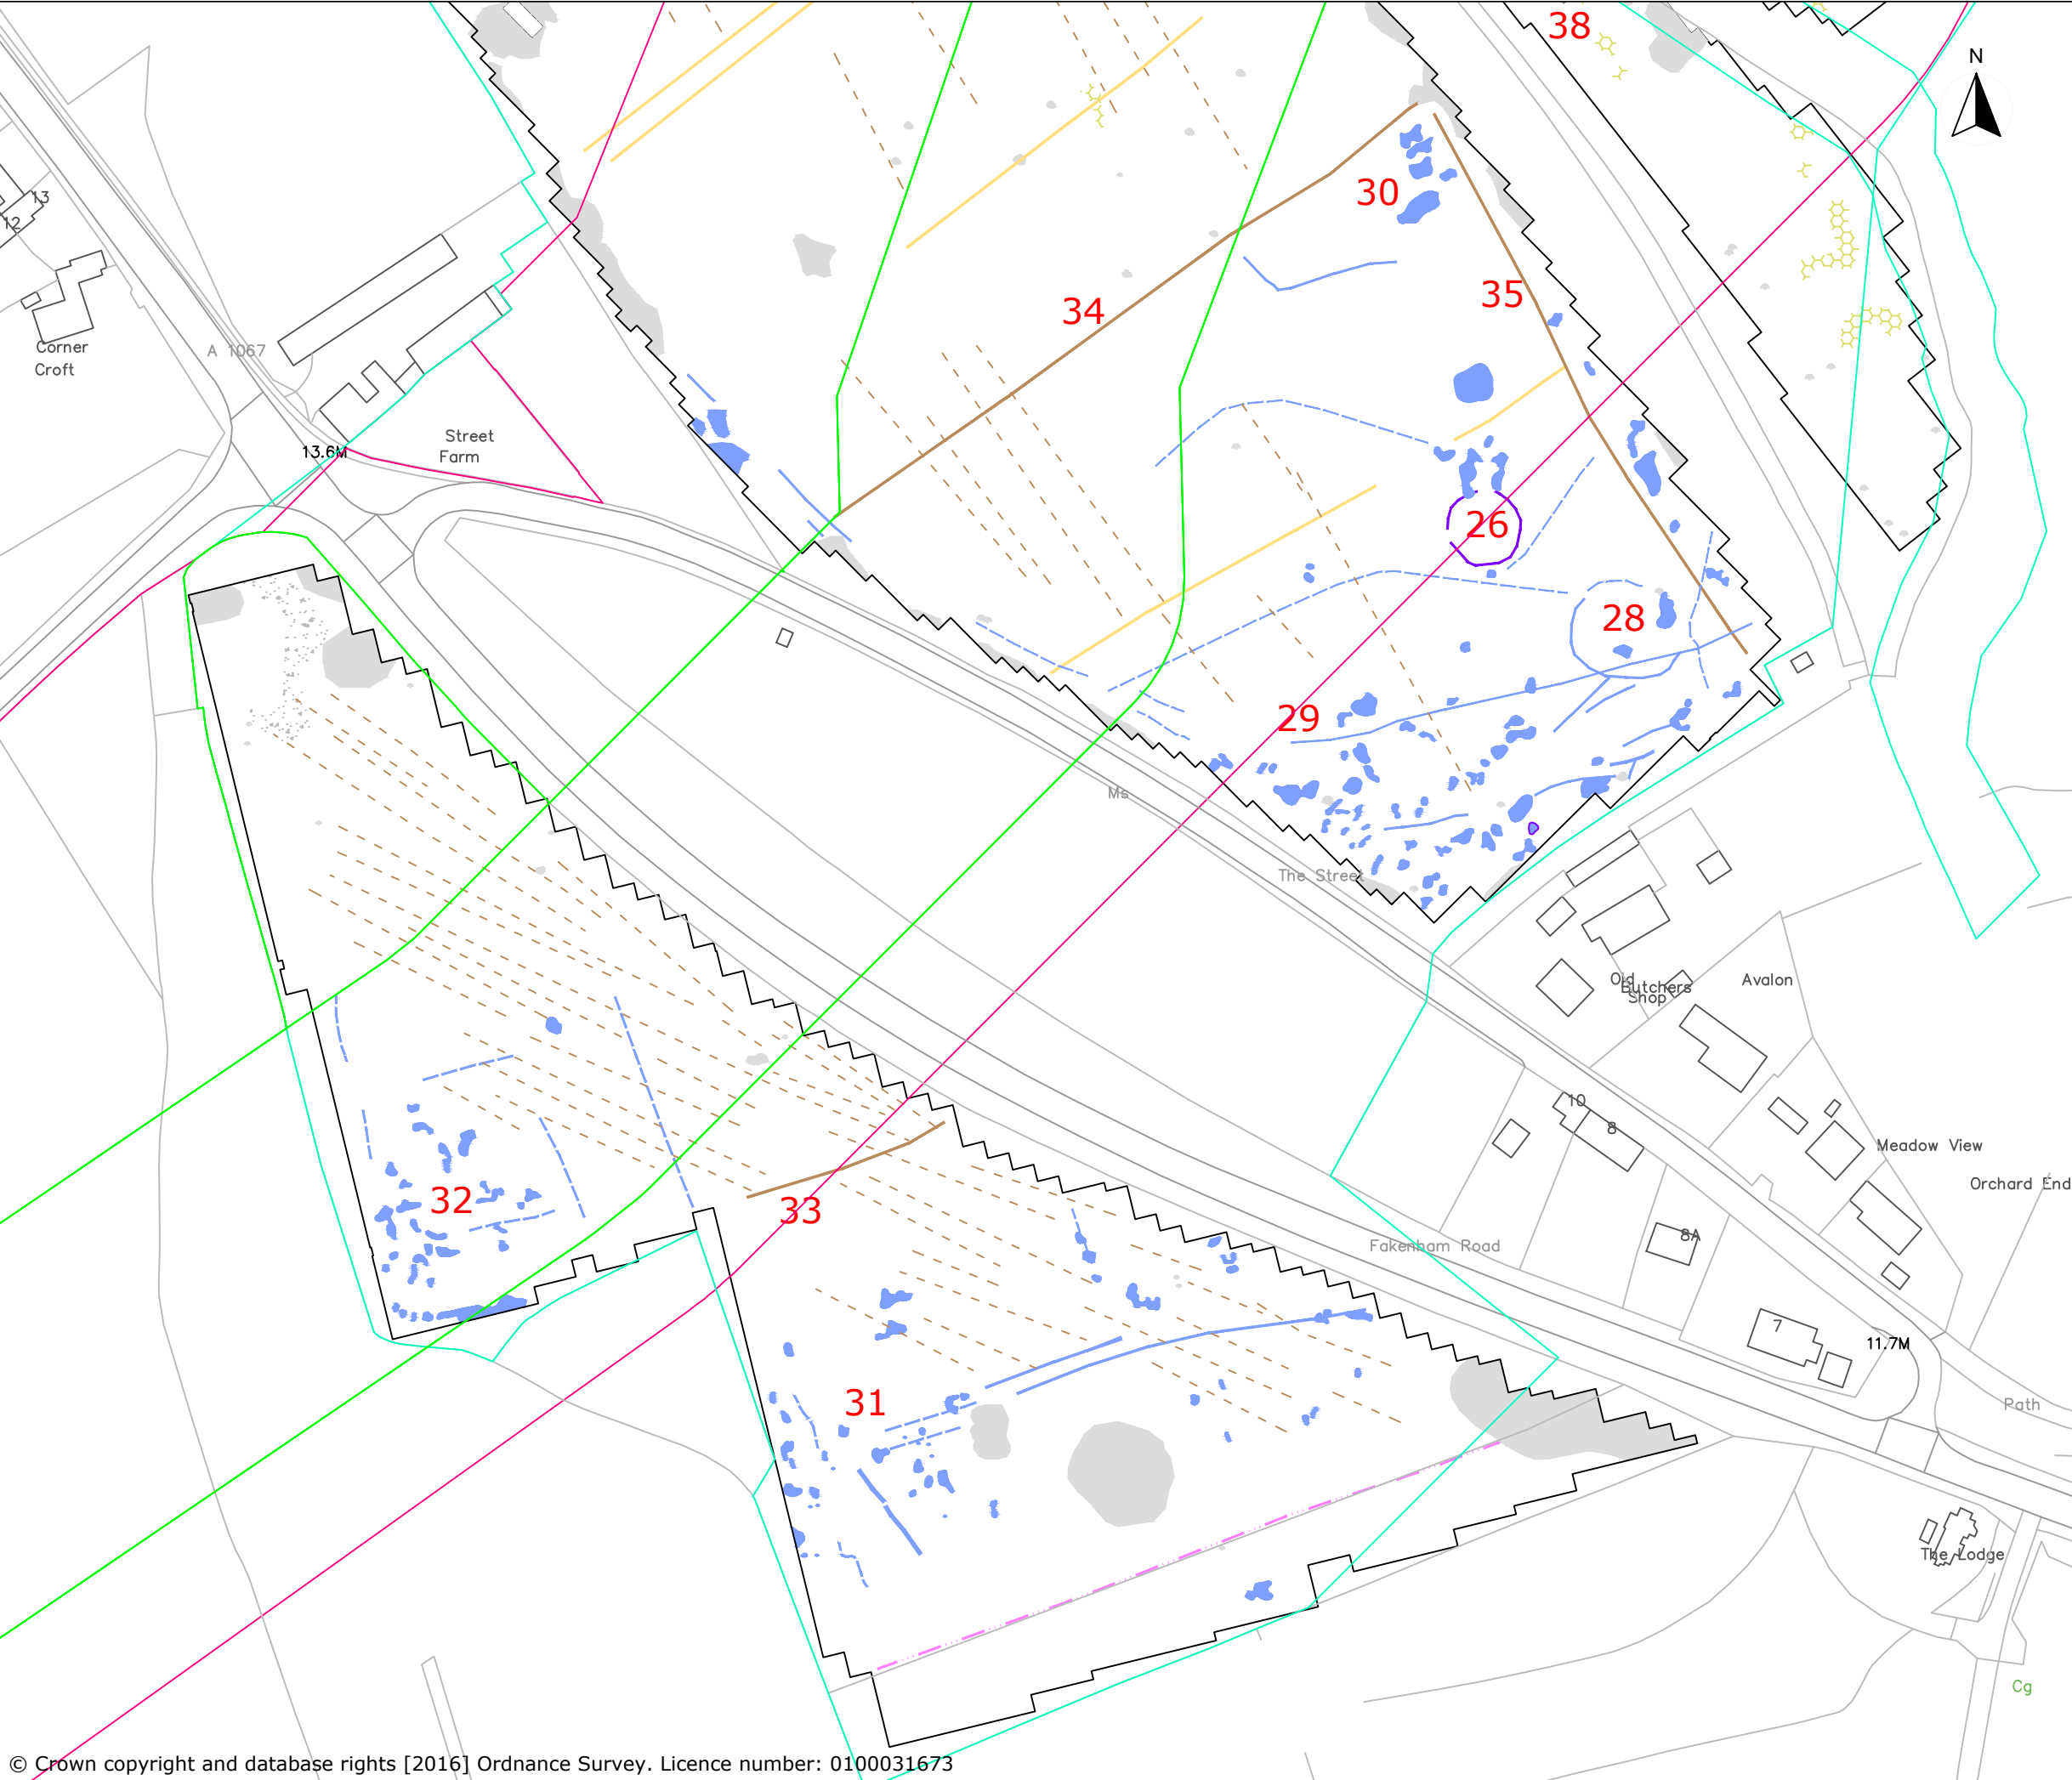 38
N
13
12
30
Corner
Croft
A 1067
34
35
Street
Farm
13.6M
26
28
29
Ms
The Street
Old
Butchers
Shop
Avalon
10
8
Meadow View
Orchard End
32
33
8A
Fakenham Road
7
11.7M
31
Path
The Lodge
Cg
© Crown copyright and database rights [2016] Ordnance Survey. Licence number: 0100031673